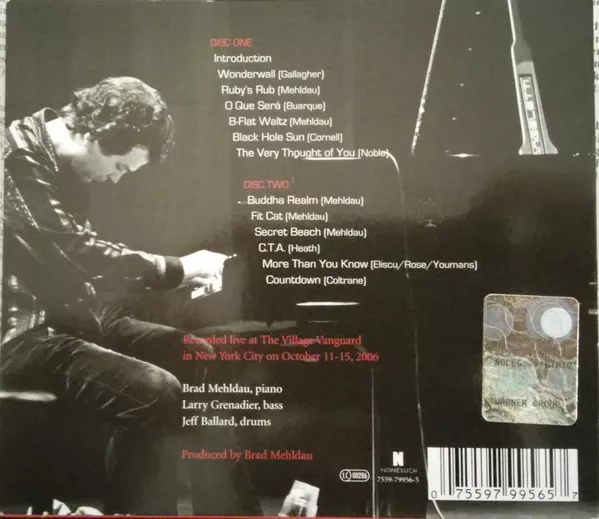 DISC ONE
Introduction
Wonderwall (Gallagher)
Ruby's Rub (Mehldau)
O Que Será (Buarque)
B-Flat Waltz (Mehldau)
Black Hole Sun (Cornell)
The Very Thought of You (Noble)
DISC TWO
Buddha Realm (Mehldau)
Fit Cat (Mehldau)
Secret Beach (Mehldau)
C.T.A. (Heath)
More Than You Know (Eliscu/Rose/Youmans)
Countdown (Coltrane)
Recorded live at The Village Vanguard
in New York City on October 11-15, 2006
Brad Mehldau, piano
Larry Grenadier, bass
Jeff Ballard, drums
Produced by Brad Mehldau
LC 00286
N
NONESUCH
7559-79956-5
0 75597 99565 7
WARNER GROUP